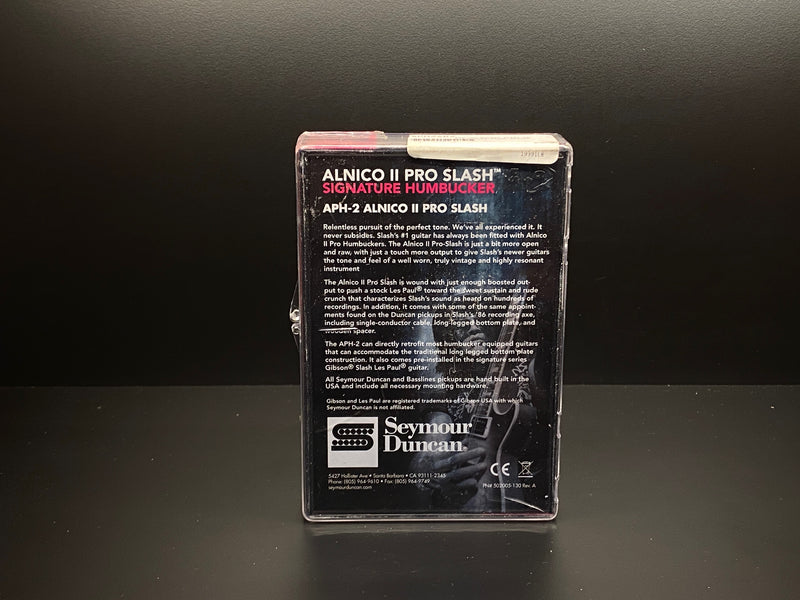 ALNICO II PRO SLASH™
SIGNATURE HUMBUCKER
APH-2 ALNICO II PRO SLASH
Relentless pursuit of the perfect tone. We've all experienced it. It
never subsides. Slash's #1 guitar has always been fitted with Alnico
II Pro Humbuckers. The Alnico II Pro-Slash is just a bit more open
and raw, with just a touch more output to give Slash's newer guitars
the tone and feel of a well worn, truly vintage and highly resonant
instrument
The Alnico II Pro Slash is wound with just enough boosted out-
put to push a stock Les Paul® toward the sweet sustain and rude
crunch that characterizes Slash's sound as heard on hundreds of
recordings. In addition, it comes with some of the same appoint-
ments found on the Duncan pickups in Slash's '86 recording axe,
including single-conductor cable, long-legged bottom plate, and
wooden spacer.
The APH-2 can directly retrofit most humbucker equipped guitars
that can accommodate the traditional long legged bottom plate
construction. It also comes pre-installed in the signature series
Gibson® Slash Les Paul® guitar.
All Seymour Duncan and Basslines pickups are hand built in the
USA and include all necessary mounting hardware.
Gibson and Les Paul are registered trademarks of Gibson USA with which
Seymour Duncan is not affiliated.
Seymour
Duncan®
5427 Hollister Ave • Santa Barbara • CA 93111-2345
Phone: (805) 964-9610 • Fax: (805) 964-9749
seymourduncan.com
CE
PN# 502005-130 Rev. A